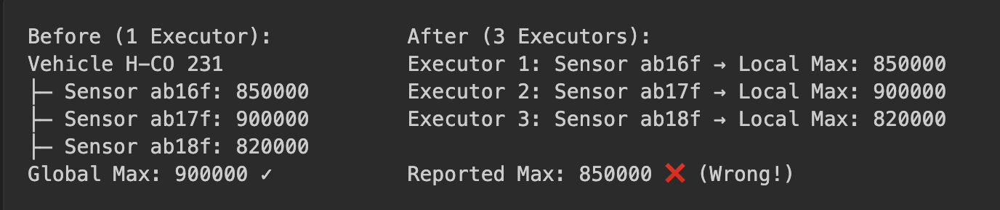 Before (1 Executor):
Vehicle H-CO 231
├─ Sensor ab16f: 850000
├─ Sensor ab17f: 900000
├─ Sensor ab18f: 820000
Global Max: 900000 ✓
After (3 Executors):
Executor 1: Sensor ab16f → Local Max: 850000
Executor 2: Sensor ab17f → Local Max: 900000
Executor 3: Sensor ab18f → Local Max: 820000
Reported Max: 850000 ❌ (Wrong!)